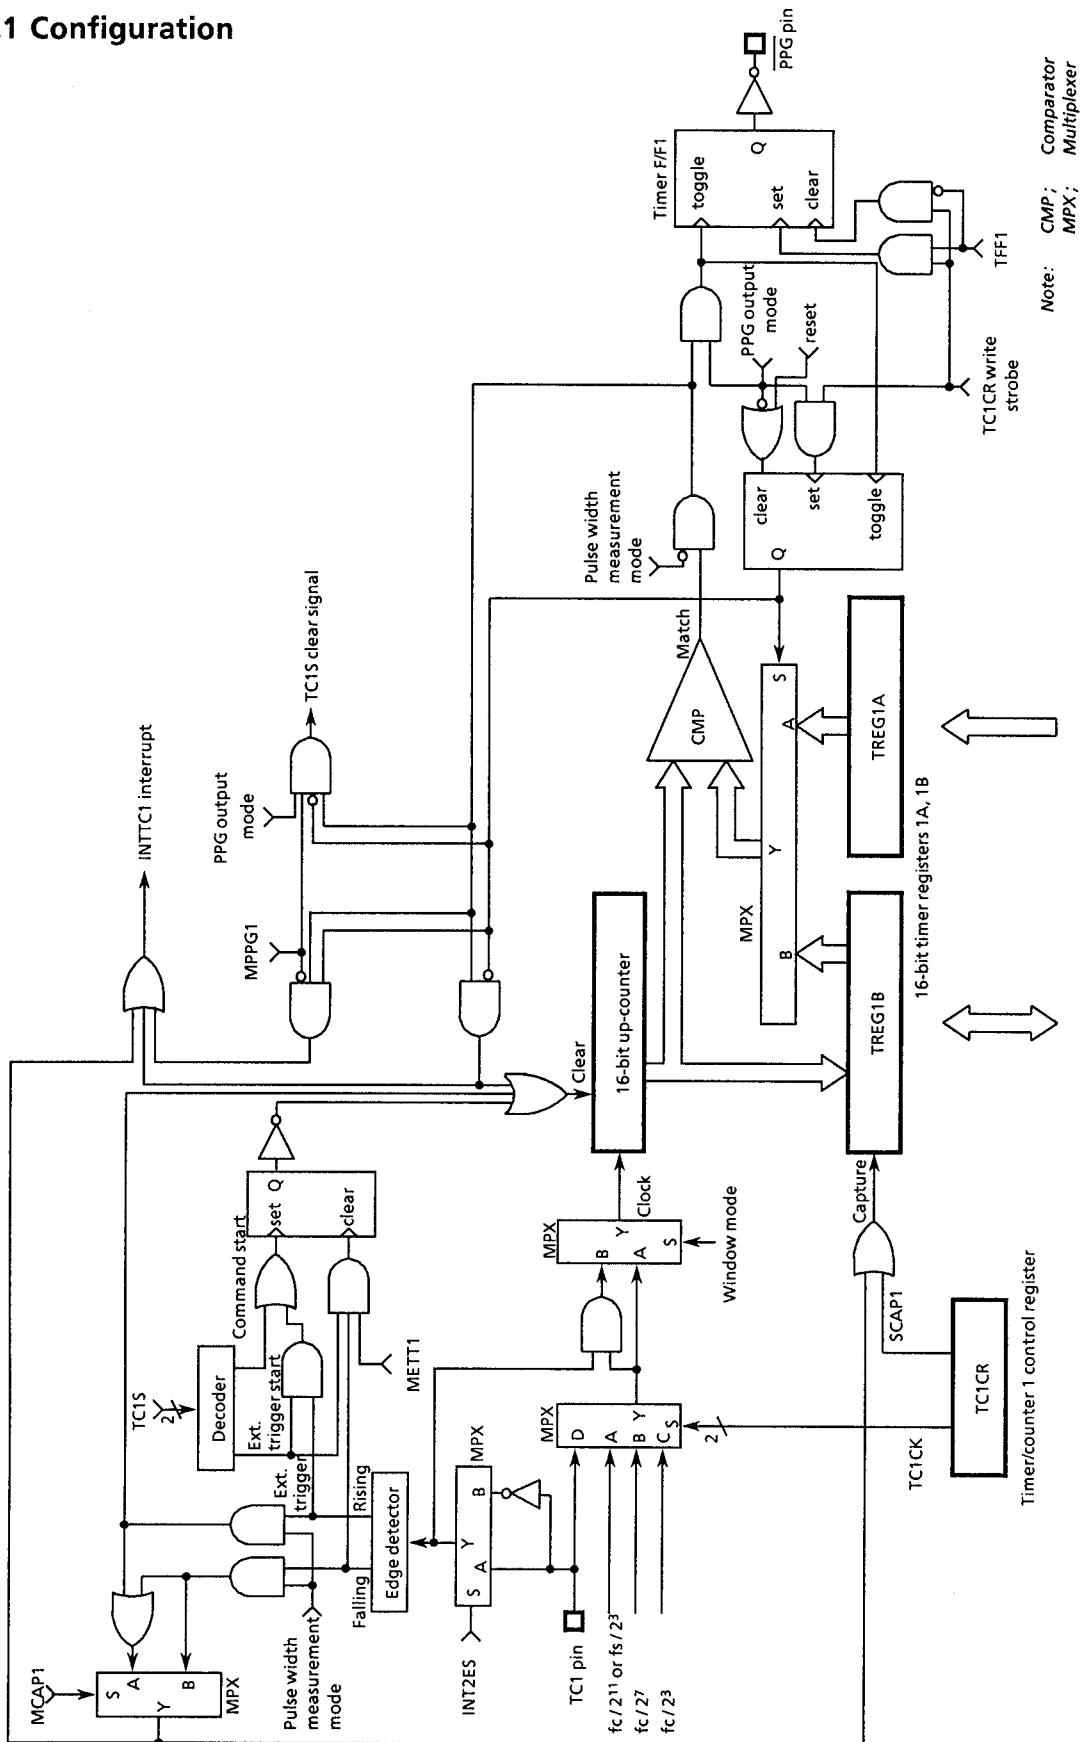 .1 Configuration
PPG pin
Timer F/F1
toggle
Q
set
clear
TFF1
Note: CMP ; Comparator
MPX ; Multiplexer
PPG output
mode
reset
TC1CR write
strobe
clear
set
toggle
Q
Pulse width
measurement
mode
Match
CMP
TC1S clear signal
INTTC1 interrupt
PPG output
mode
MPPG1
S
A
Y
B
MPX
TREG1A
TREG1B
16-bit timer registers 1A, 1B
16-bit up-counter
Clear
Clock
MPX
B
Y
A
S
Window mode
Capture
SCAP1
TC1CR
Timer/counter 1 control register
TC1CK
2
Command start
set
Q
clear
TC1S
2
Decoder
Ext.
trigger start
METT1
Ext.
trigger
Rising
Edge detector
Falling
MPX
D
A
B
C
Y
S
MPX
B
Y
A
S
INT2ES
TC1 pin
fc / 2¹¹ or fs / 2³
fc / 2⁷
fc / 2³
Pulse width
measurement
mode
MCAP1
S
A
Y
B
MPX